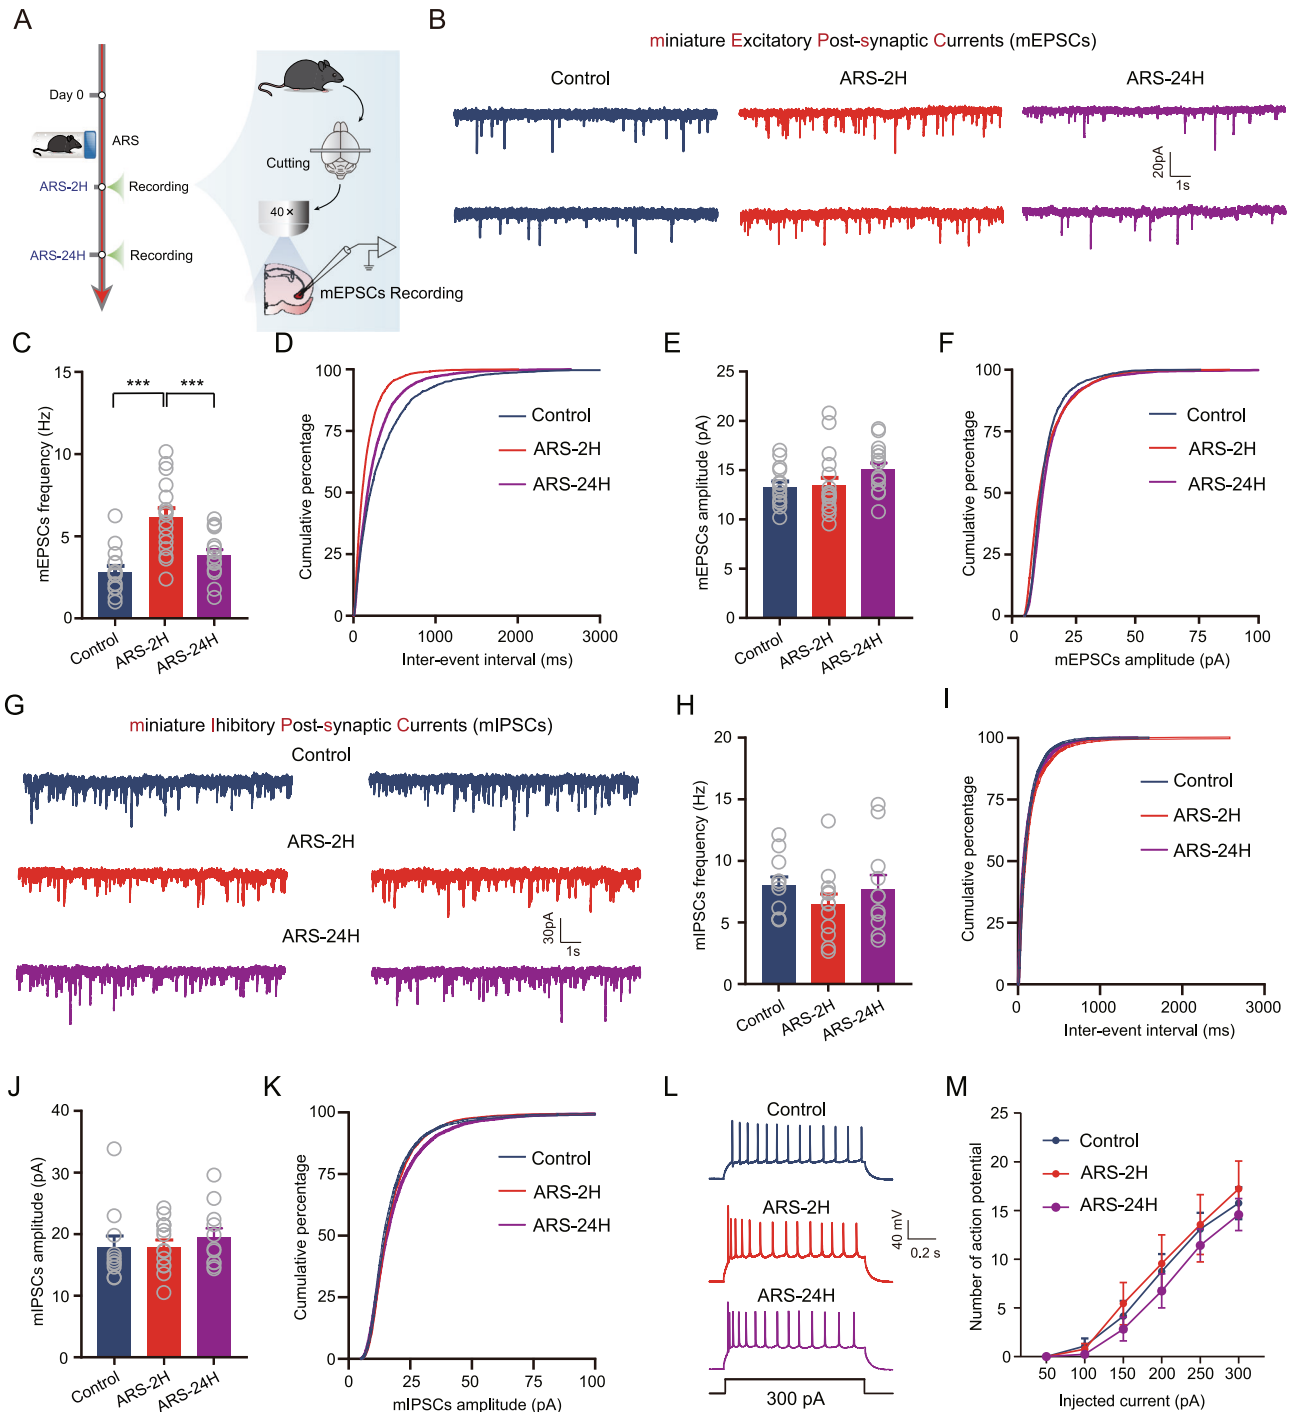 A
Day 0
ARS
ARS-2H
Recording
ARS-24H
Recording
Cutting
40 ×
mEPSCs Recording
B
miniature Excitatory Post-synaptic Currents (mEPSCs)
Control
ARS-2H
ARS-24H
20pA
1s
C
mEPSCs frequency (Hz)
15
10
5
0
***
***
Control
ARS-2H
ARS-24H
D
Cumulative percentage
100
75
50
25
0
Control
ARS-2H
ARS-24H
0
1000
2000
3000
Inter-event interval (ms)
E
mEPSCs amplitude (pA)
25
20
15
10
5
0
Control
ARS-2H
ARS-24H
F
Cumulative percentage
100
75
50
25
0
Control
ARS-2H
ARS-24H
0
25
50
75
100
mEPSCs amplitude (pA)
G
miniature Ihibitory Post-synaptic Currents (mIPSCs)
Control
ARS-2H
ARS-24H
30pA
1s
H
mIPSCs frequency (Hz)
20
15
10
5
0
Control
ARS-2H
ARS-24H
I
Cumulative percentage
100
75
50
25
0
Control
ARS-2H
ARS-24H
0
1000
2000
3000
Inter-event interval (ms)
J
mIPSCs amplitude (pA)
40
30
20
10
0
Control
ARS-2H
ARS-24H
K
Cumulative percentage
100
75
50
25
0
Control
ARS-2H
ARS-24H
0
25
50
75
100
mIPSCs amplitude (pA)
L
Control
ARS-2H
40 mV
0.2 s
ARS-24H
300 pA
M
Number of action potential
25
20
15
10
5
0
Control
ARS-2H
ARS-24H
50
100
150
200
250
300
Injected current (pA)